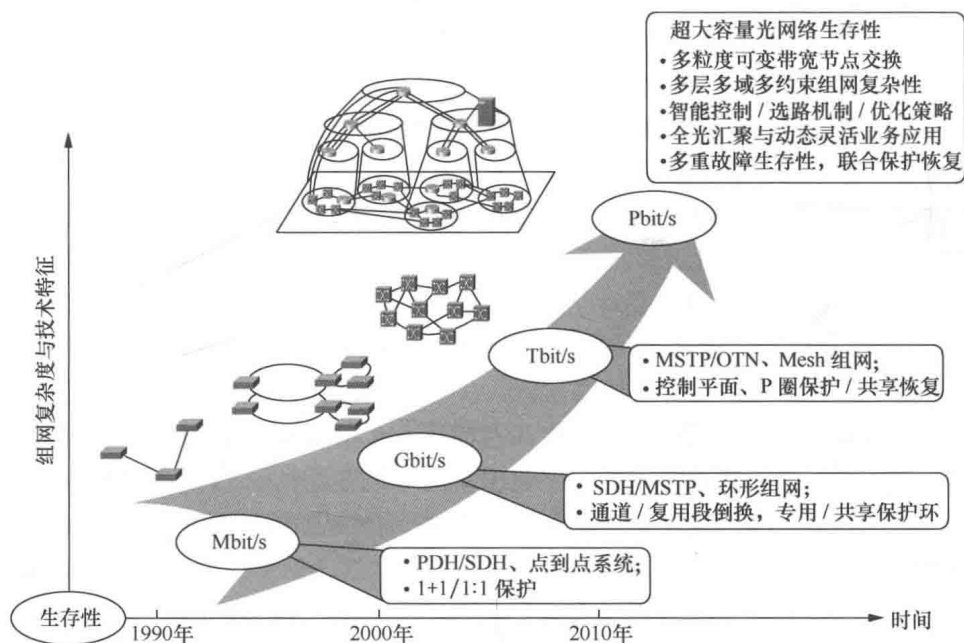 超大容量光网络生存性
•多粒度可变带宽节点交换
•多层多域多约束组网复杂性
•智能控制/选路机制/优化策略
•全光汇聚与动态灵活业务应用
•多重故障生存性，联合保护恢复
Pbit/s
组网复杂度与技术特征
Tbit/s
•MSTP/OTN、Mesh 组网；
•控制平面、P 圈保护/共享恢复
Gbit/s
•SDH/MSTP、环形组网；
•通道/复用段倒换，专用/共享保护环
Mbit/s
•PDH/SDH、点到点系统；
•1+1/1:1 保护
生存性
1990年
2000年
2010年
时间